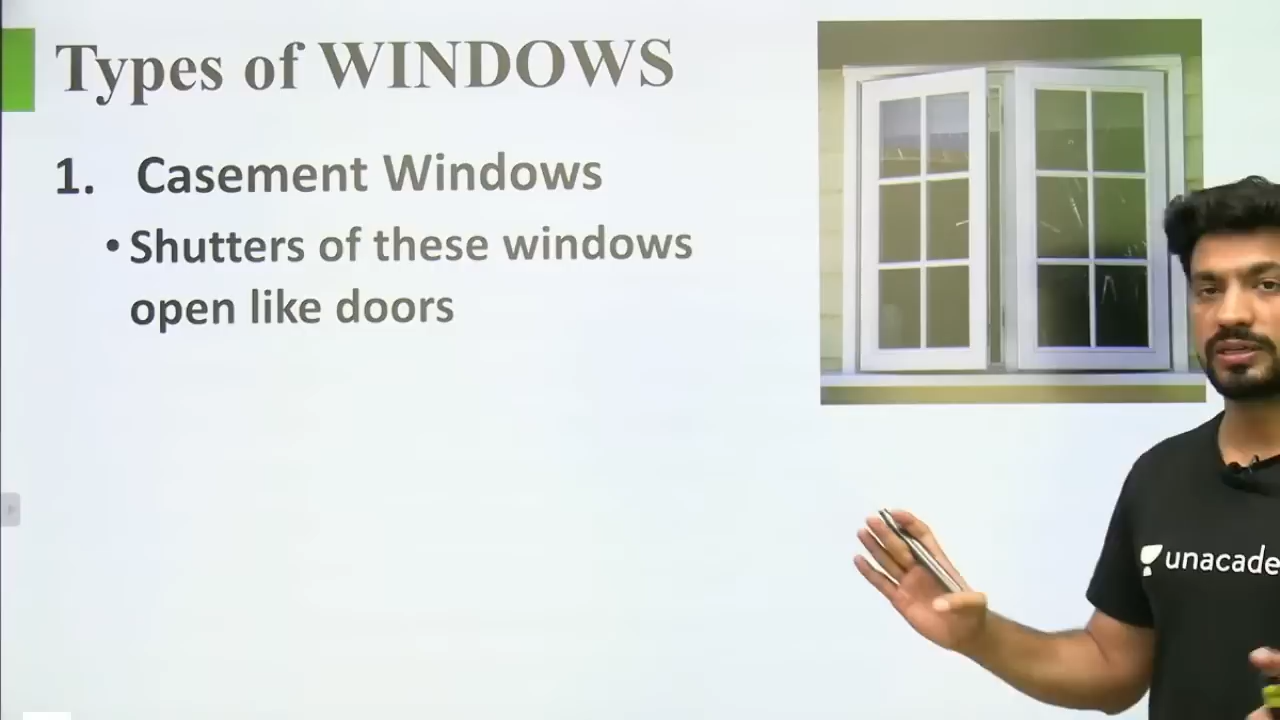 Types of WINDOWS
1. Casement Windows
• Shutters of these windows
open like doors
unacade